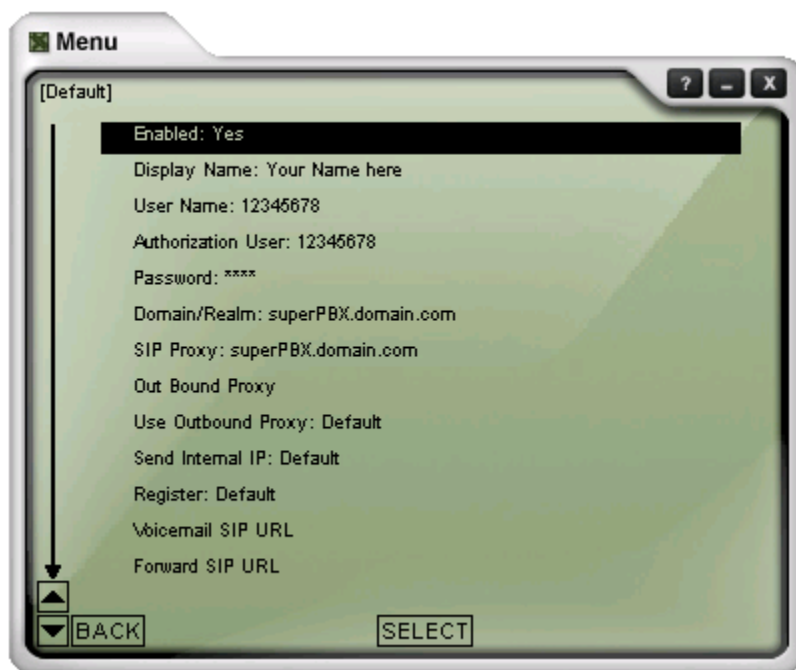 Menu
? - X
[Default]
Enabled: Yes
Display Name: Your Name here
User Name: 12345678
Authorization User: 12345678
Password: ****
Domain/Realm: superPBX.domain.com
SIP Proxy: superPBX.domain.com
Out Bound Proxy
Use Outbound Proxy: Default
Send Internal IP: Default
Register: Default
Voicemail SIP URL
Forward SIP URL
BACK SELECT